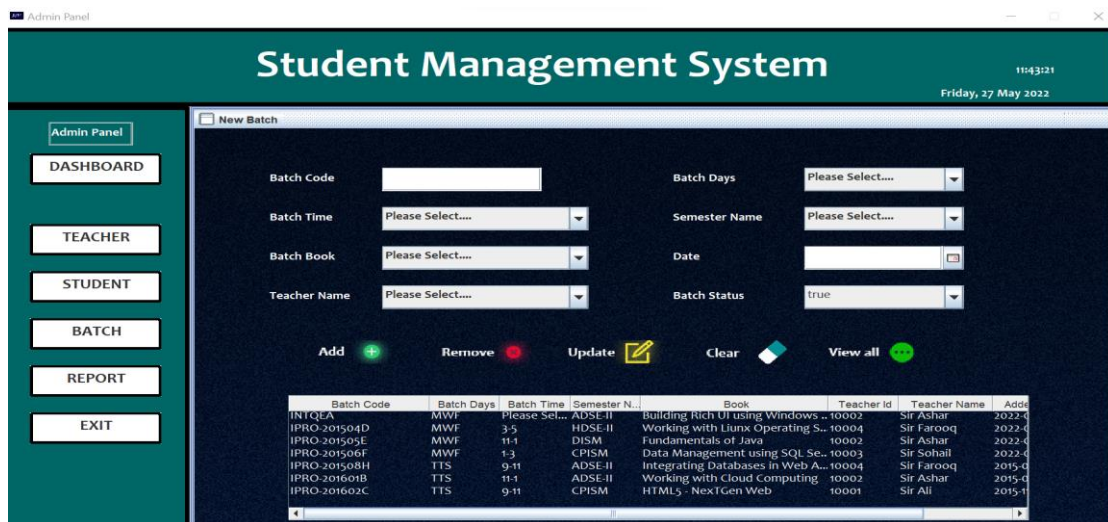 Admin Panel
Student Management System
11:43:21
Friday, 27 May 2022
Admin Panel
DASHBOARD
TEACHER
STUDENT
BATCH
REPORT
EXIT
New Batch
Batch Code Batch Days Please Select....
Batch Time Please Select.... Semester Name Please Select....
Batch Book Please Select.... Date
Teacher Name Please Select.... Batch Status true
Add Remove Update Clear View all
Batch Code Batch Days Batch Time Semester N... Book Teacher Id Teacher Name Adde
INTQEA MWF Please Sel... ADSE-II Building Rich UI using Windows ... 10002 Sir Ashar 2022-0
IPRO-201504D MWF 3-5 HDSE-II Working with Liunx Operating S... 10004 Sir Farooq 2022-0
IPRO-201505E MWF 11-1 DISM Fundamentals of Java 10002 Sir Ashar 2022-0
IPRO-201506F MWF 1-3 CPISM Data Management using SQL Se... 10003 Sir Sohail 2022-0
IPRO-201508H TTS 9-11 ADSE-II Integrating Databases in Web A... 10004 Sir Farooq 2015-0
IPRO-201601B TTS 11-1 ADSE-II Working with Cloud Computing 10002 Sir Ashar 2015-0
IPRO-201602C TTS 9-11 CPISM HTML5 - NexTGen Web 10001 Sir Ali 2015-1